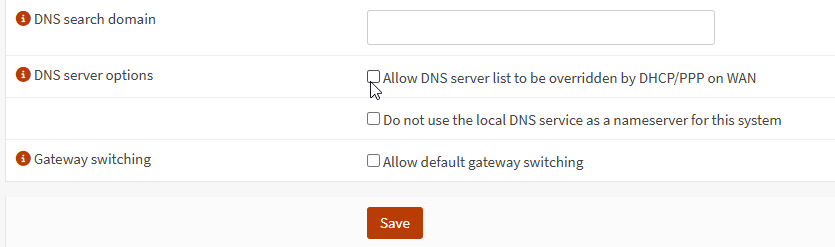 DNS search domain
DNS server options
Allow DNS server list to be overridden by DHCP/PPP on WAN
Do not use the local DNS service as a nameserver for this system
Gateway switching
Allow default gateway switching
Save